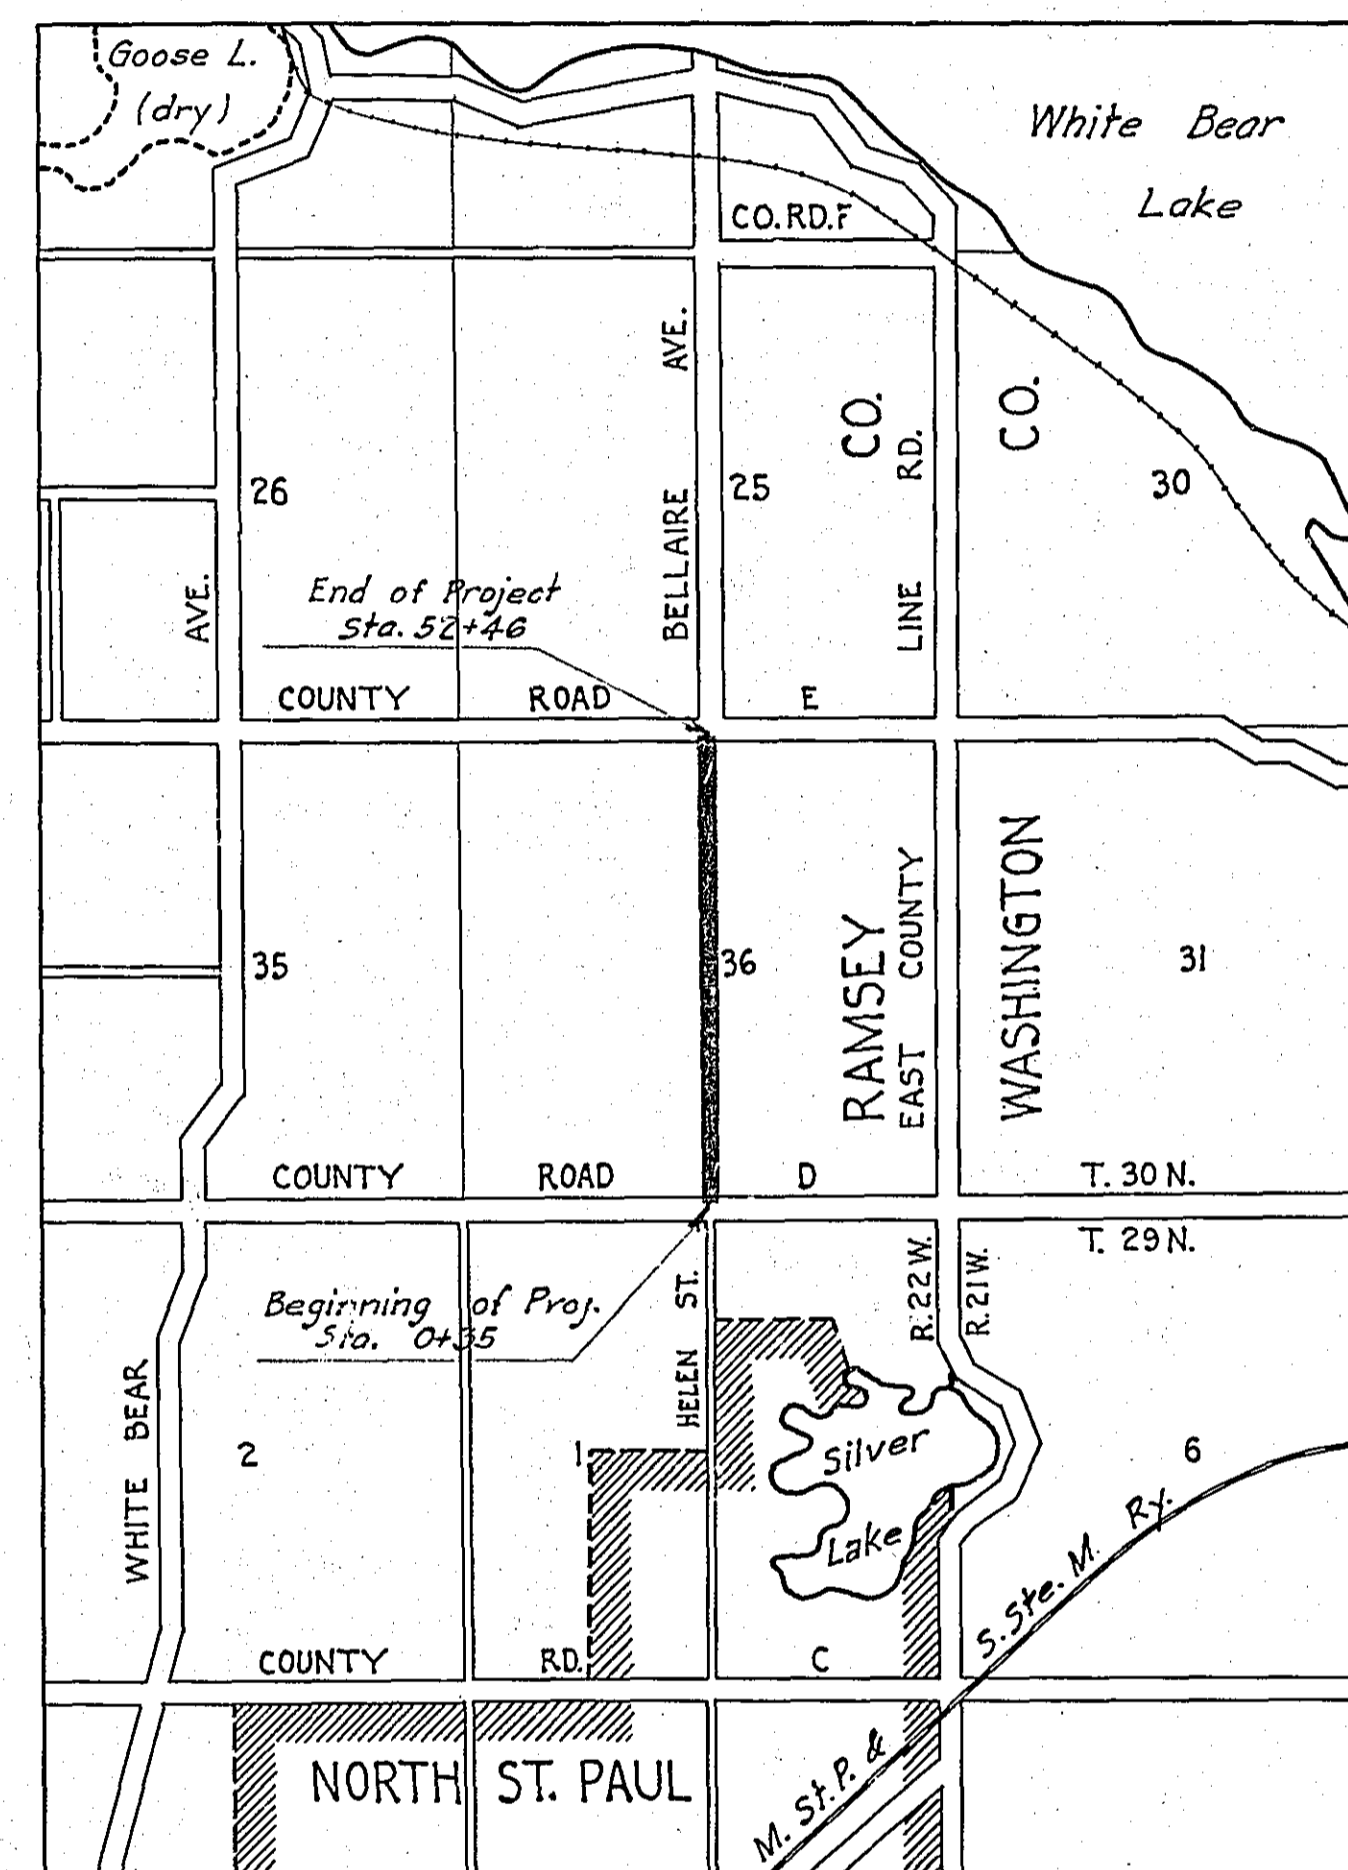 Goose L.
(dry)
White Bear
Lake
CO. RD. F
BELLAIRE AVE.
26
25
30
End of Project
Sta. 52+46
COUNTY ROAD E
35
36
31
RAMSEY CO.
EAST COUNTY LINE RD.
WASHINGTON CO.
COUNTY ROAD D
T. 30 N.
T. 29 N.
R. 22 W.
R. 21 W.
Beginning of Proj.
Sta. 0+35
HELEN ST.
WHITE BEAR AVE.
2
1
6
Silver
Lake
COUNTY RD. C
M. St. P. & S. Ste. M. Ry.
NORTH ST. PAUL